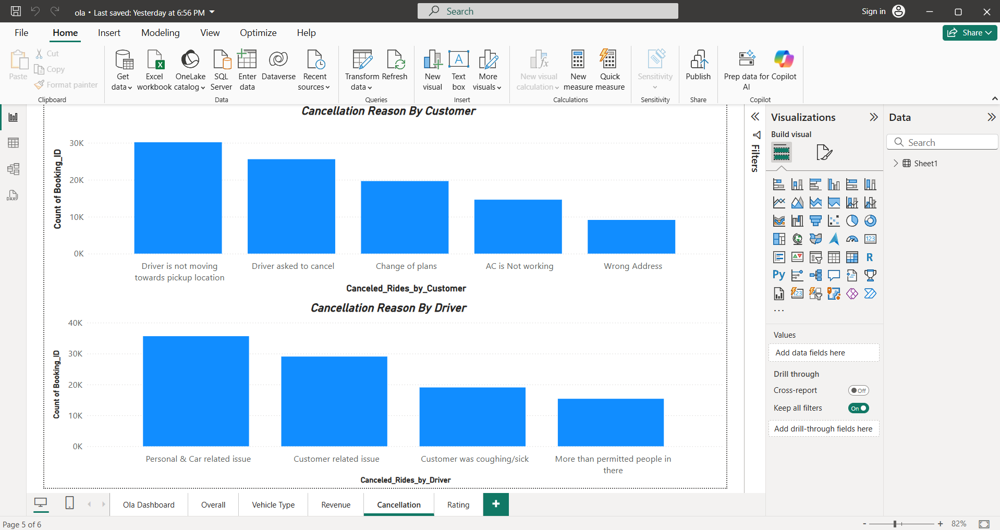 ola • Last saved: Yesterday at 6:56 PM
Search
Sign in
File
Home
Insert
Modeling
View
Optimize
Help
Share
Paste
Cut
Copy
Format painter
Clipboard
Get data
Excel workbook
OneLake catalog
SQL Server
Enter data
Dataverse
Recent sources
Data
Transform data
Refresh
Queries
New visual
Text box
More visuals
Insert
New visual calculation
New measure
Quick measure
Calculations
Sensitivity
Sensitivity
Publish
Share
Prep data for AI
Copilot
Copilot
Cancellation Reason By Customer
Count of Booking_ID
30K
20K
10K
0K
Driver is not moving
towards pickup location
Driver asked to cancel
Change of plans
AC is Not working
Wrong Address
Canceled_Rides_by_Customer
Cancellation Reason By Driver
Count of Booking_ID
40K
30K
20K
10K
0K
Personal & Car related issue
Customer related issue
Customer was coughing/sick
More than permitted people in
there
Canceled_Rides_by_Driver
Filters
Visualizations
Build visual
123
R
Py
123
...
Values
Add data fields here
Drill through
Cross-report
Off
Keep all filters
On
Add drill-through fields here
Data
Search
Sheet1
DAX
Ola Dashboard
Overall
Vehicle Type
Revenue
Cancellation
Rating
+
Page 5 of 6
-
+
82%